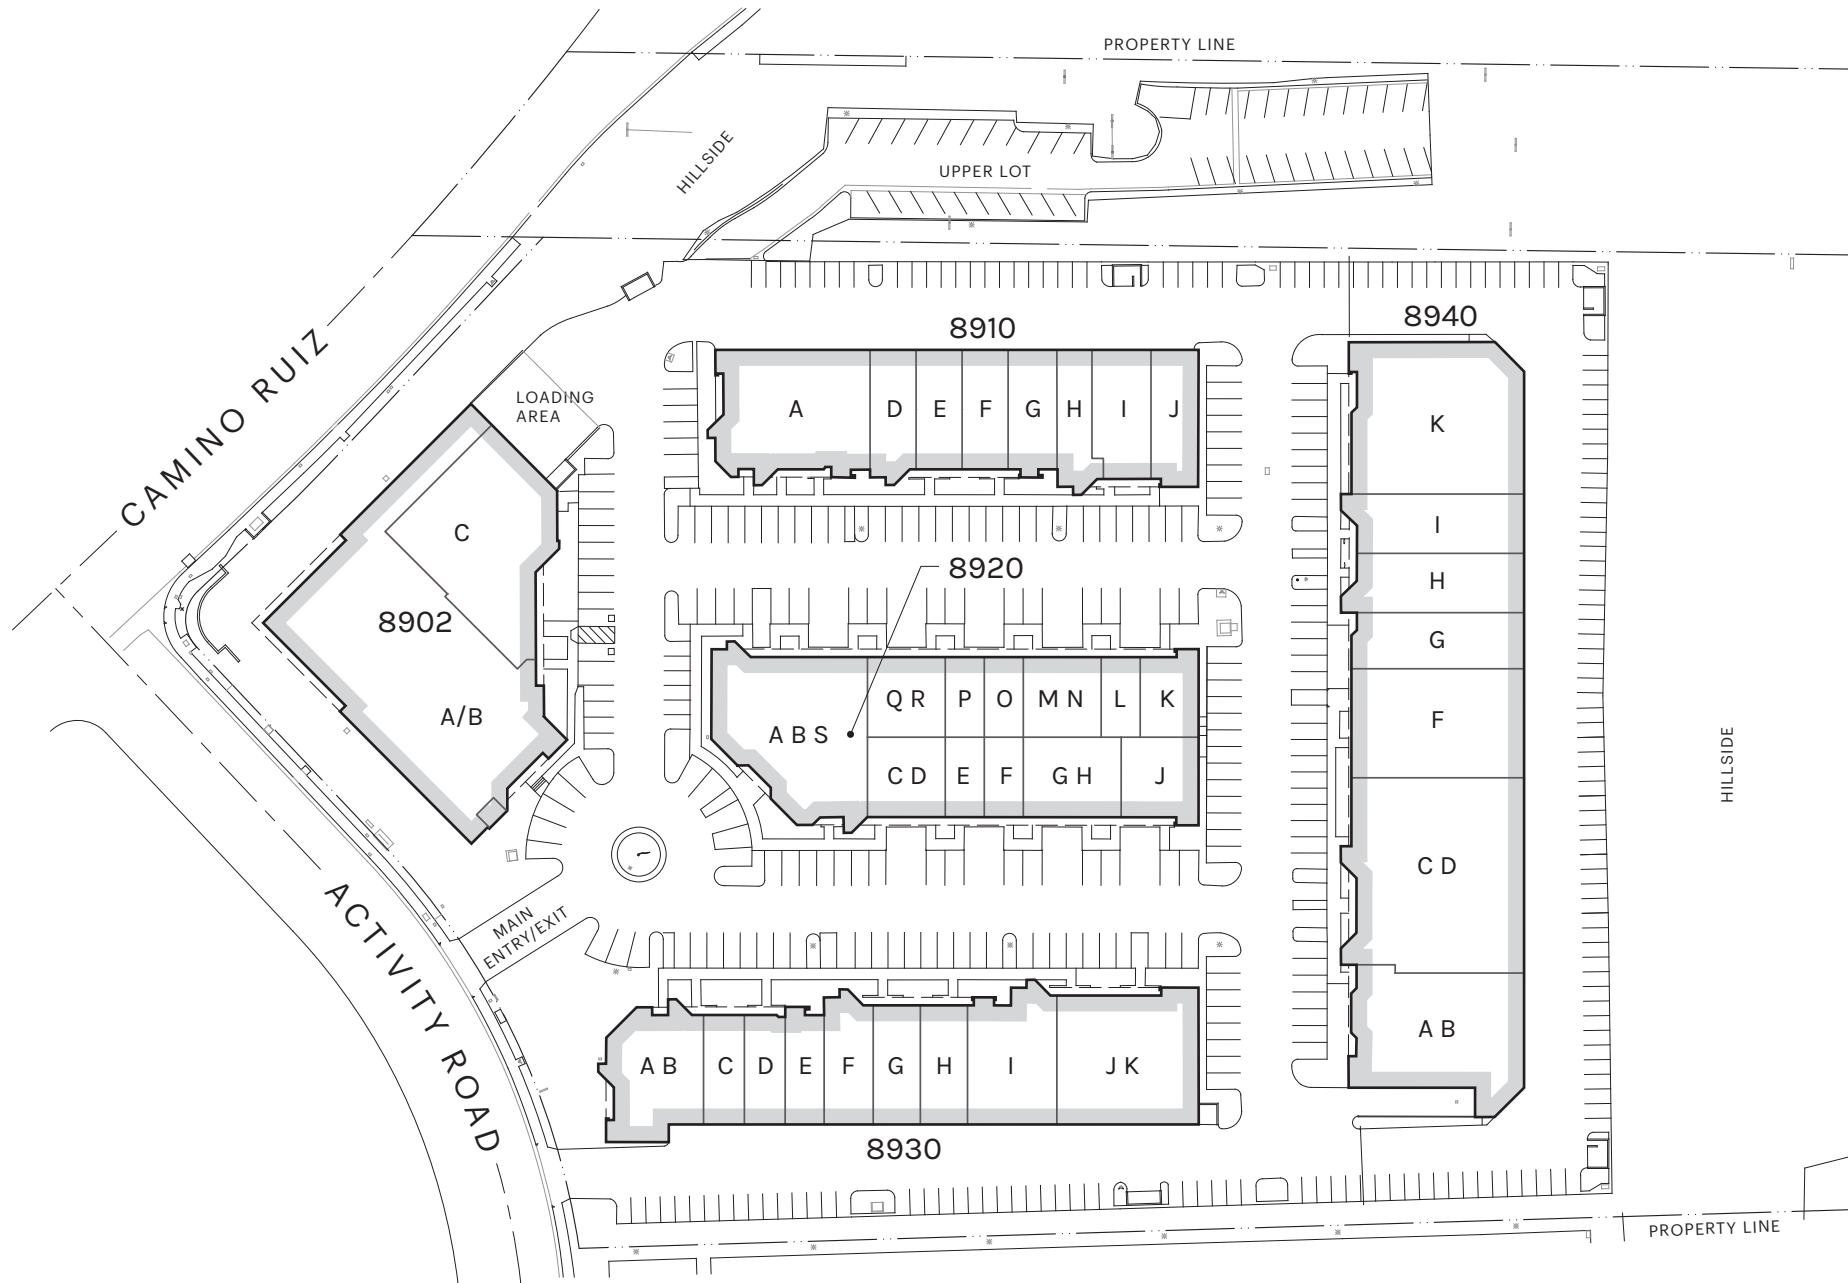 PROPERTY LINE
HILLSIDE
UPPER LOT
CAMINO RUIZ
8910
8940
LOADING
AREA
A
D
E
F
G
H
I
J
K
I
H
G
F
C D
A B
C
8902
A/B
8920
Q R
P
O
M N
L
K
A B S
C D
E
F
G H
J
HILLSIDE
MAIN
ENTRY/EXIT
ACTIVITY ROAD
A B
C
D
E
F
G
H
I
J K
8930
PROPERTY LINE